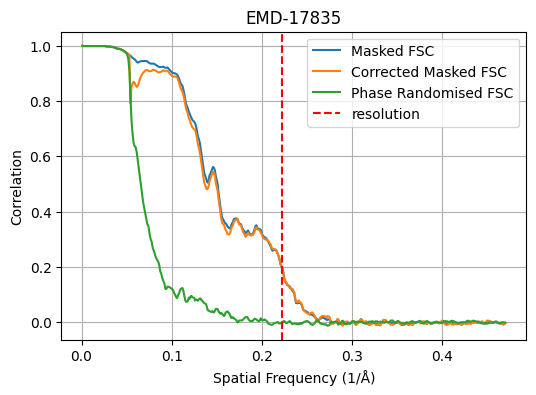 EMD-17835
Masked FSC
Corrected Masked FSC
Phase Randomised FSC
resolution
1.0
0.8
0.6
0.4
0.2
0.0
Correlation
0.0 0.1 0.2 0.3 0.4
Spatial Frequency (1/Å)